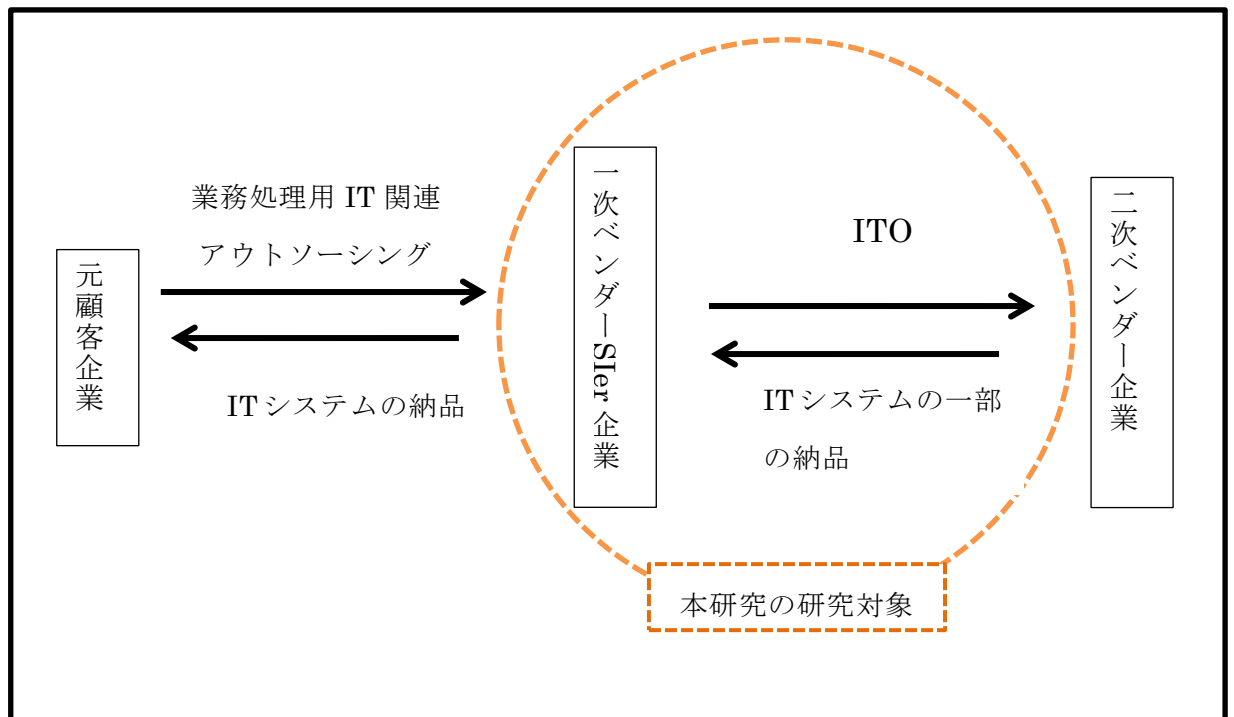 元顧客企業
業務処理用 IT 関連
アウトソーシング
ITシステムの納品
一次ベンダーSIer 企業
ITO
ITシステムの一部
の納品
二次ベンダー企業
本研究の研究対象